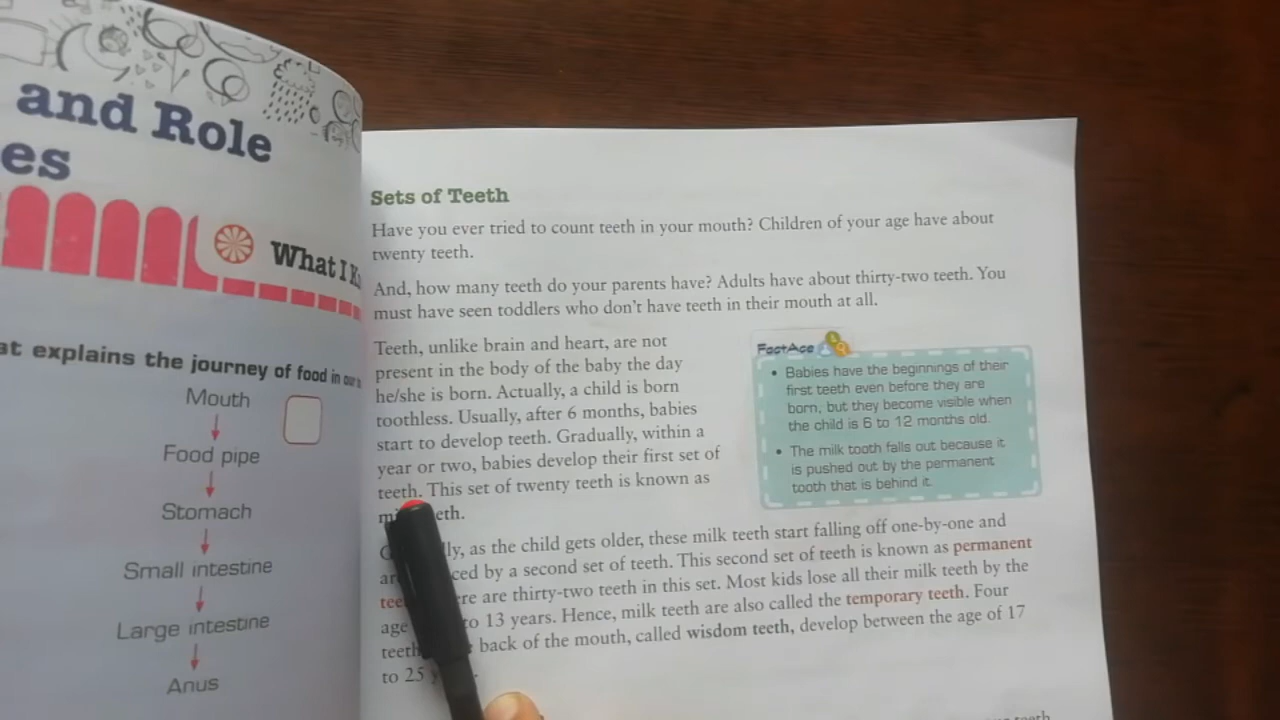 and Role
es
What I
at explains the journey of food in our
Mouth
Food pipe
Stomach
Small intestine
Large intestine
Anus
Sets of Teeth
Have you ever tried to count teeth in your mouth? Children of your age have about
twenty teeth.
And, how many teeth do your parents have? Adults have about thirty-two teeth. You
must have seen toddlers who don't have teeth in their mouth at all.
Teeth, unlike brain and heart, are not
present in the body of the baby the day
he/she is born. Actually, a child is born
toothless. Usually, after 6 months, babies
start to develop teeth. Gradually, within a
year or two, babies develop their first set of
teeth. This set of twenty teeth is known as
eth.
FactAce
• Babies have the beginnings of their
first teeth even before they are
born, but they become visible when
the child is 6 to 12 months old.
• The milk tooth falls out because it
is pushed out by the permanent
tooth that is behind it.
ly, as the child gets older, these milk teeth start falling off one-by-one and
ced by a second set of teeth. This second set of teeth is known as permanent
re are thirty-two teeth in this set. Most kids lose all their milk teeth by the
age to 13 years. Hence, milk teeth are also called the temporary teeth. Four
teeth back of the mouth, called wisdom teeth, develop between the age of 17
to 25
teeth